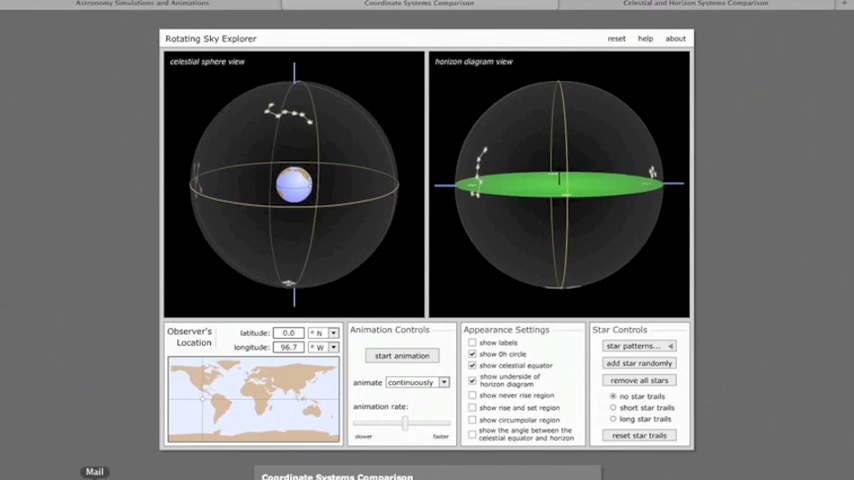 Astronomy Simulations and Animations
Coordinate Systems Comparison
Celestial and Horizon Systems Comparison
+
Rotating Sky Explorer
reset help about
celestial sphere view
horizon diagram view
Observer's
Location
latitude: 0.0 ° N
longitude: 96.7 ° W
Animation Controls
start animation
animate continuously
animation rate:
slower faster
Appearance Settings
show labels
show 0h circle
show celestial equator
show underside of
horizon diagram
show never rise region
show rise and set region
show circumpolar region
show the angle between the
celestial equator and horizon
Star Controls
star patterns...
add star randomly
remove all stars
no star trails
short star trails
long star trails
reset star trails
Mail
Coordinate Systems Comparison